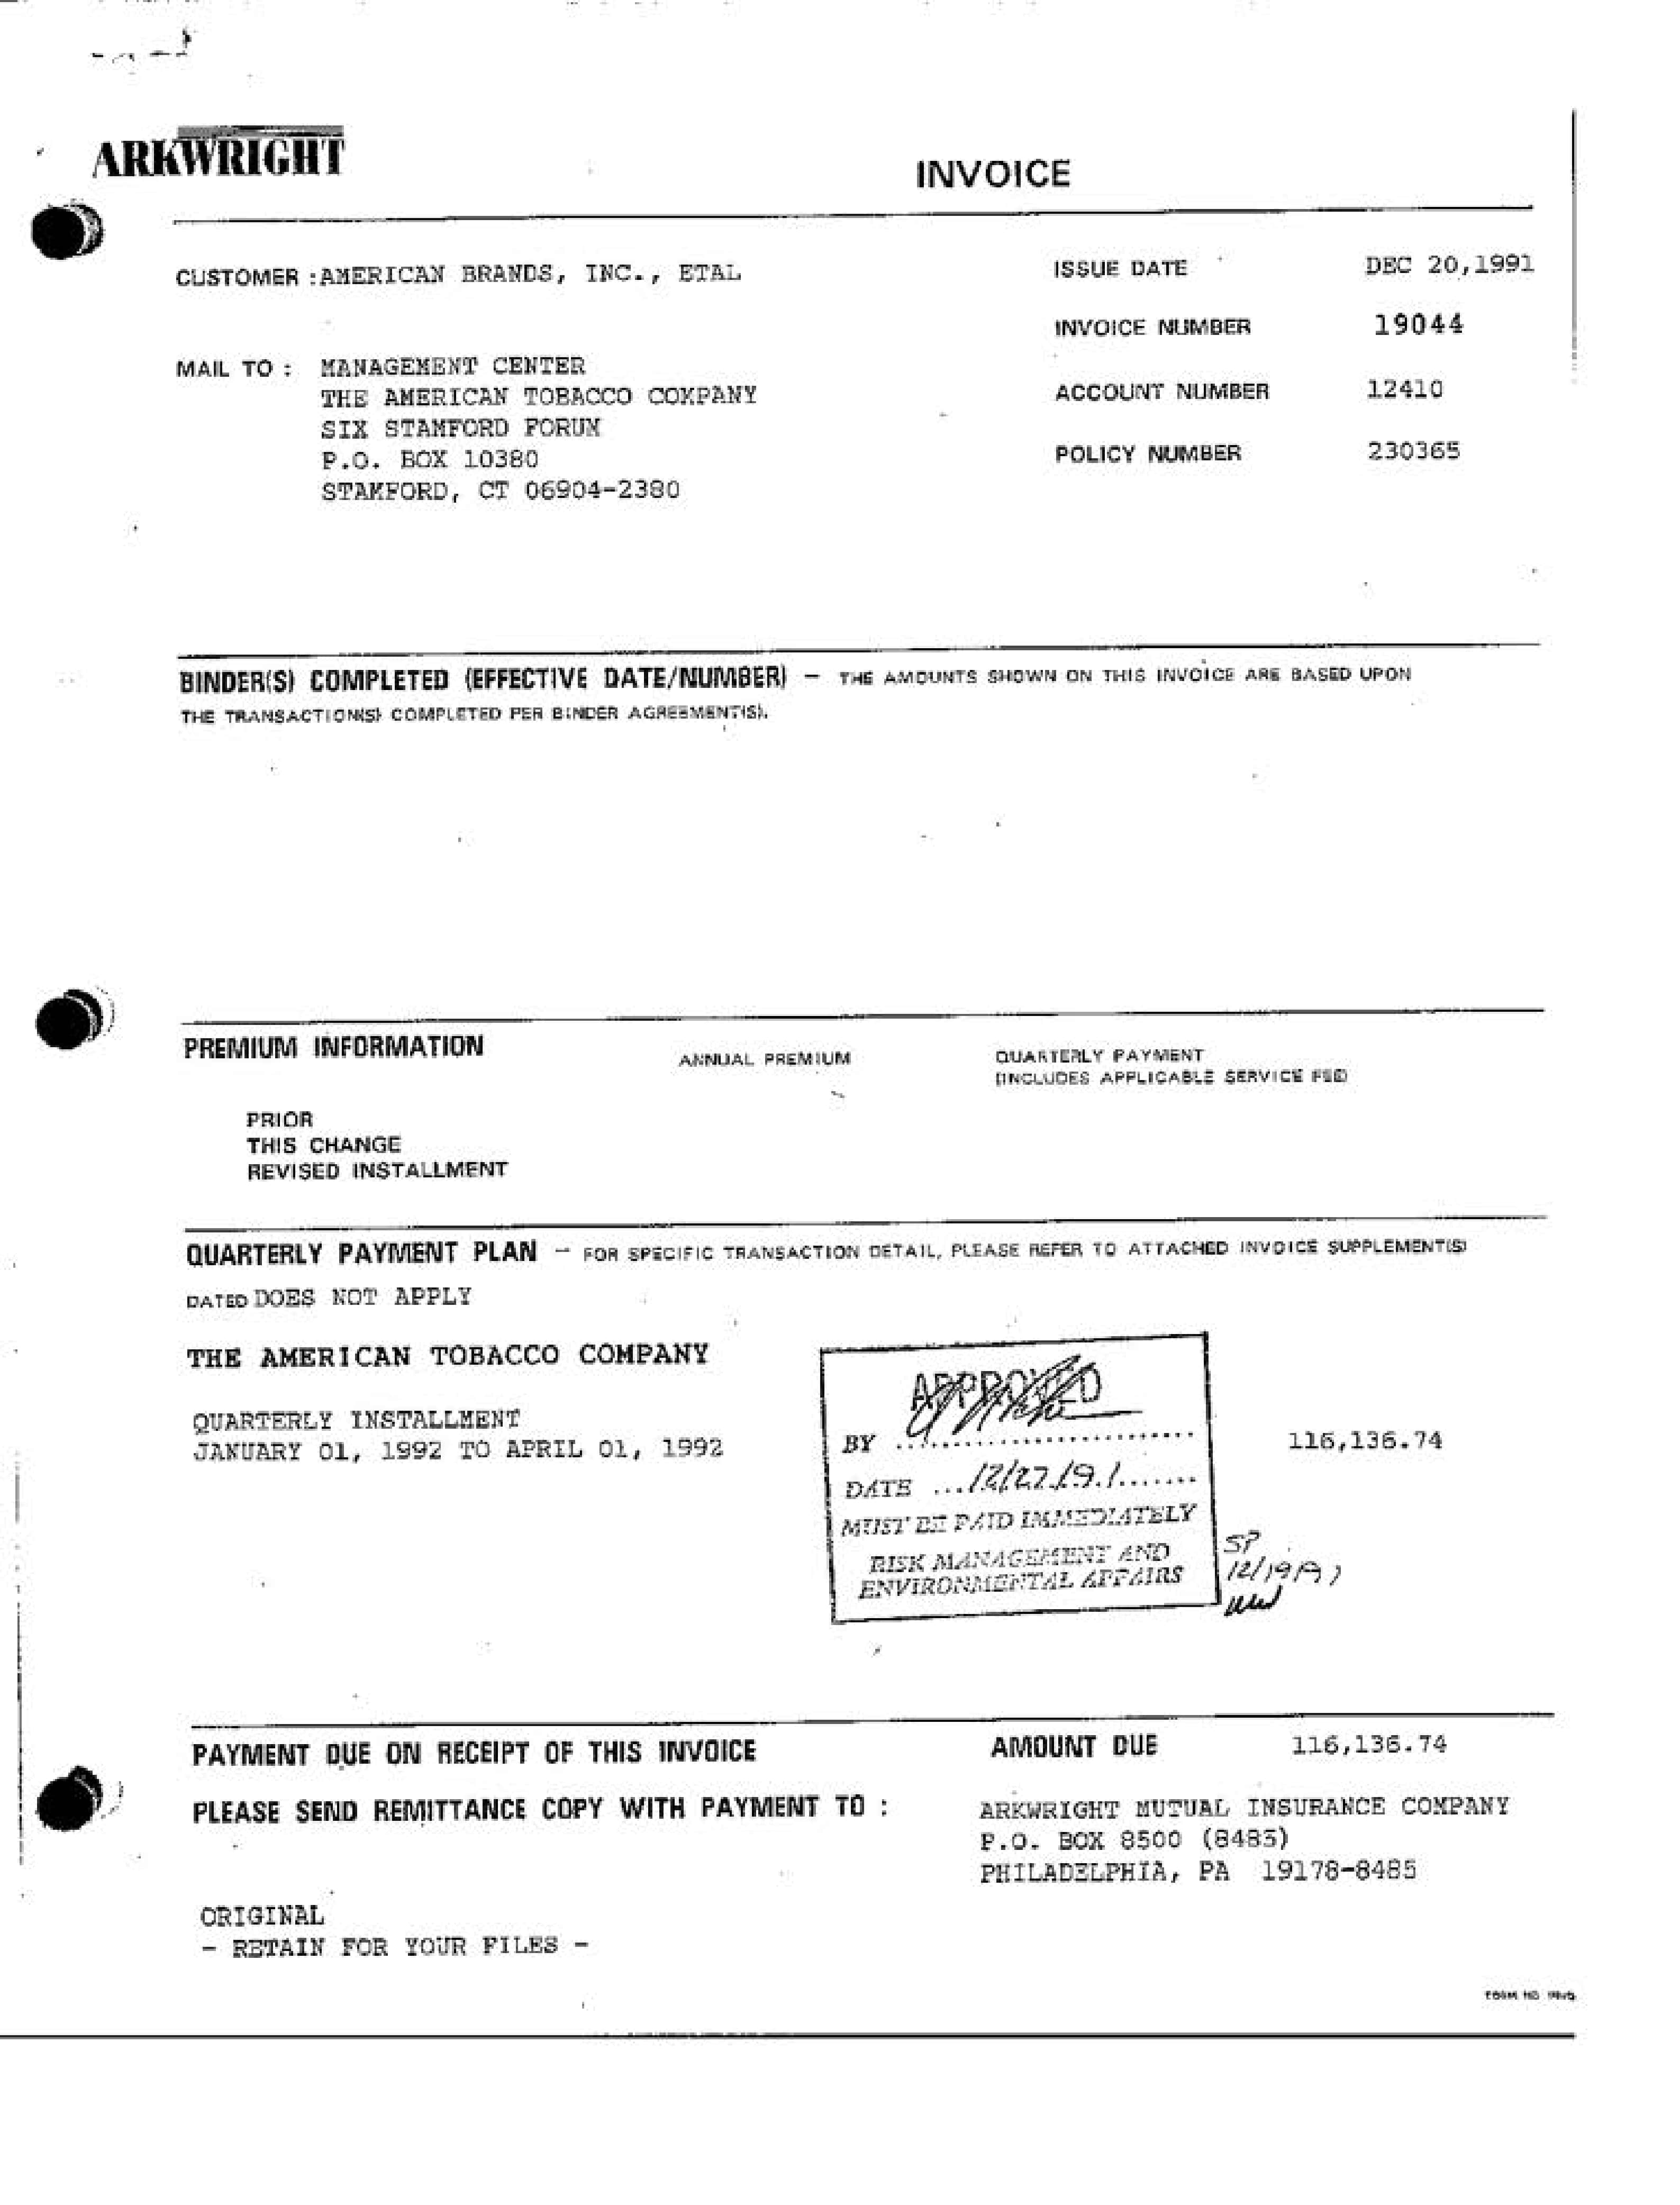 ARKWRIGHT
INVOICE
CUSTOMER : AMERICAN BRANDS, INC., ETAL
ISSUE DATE DEC 20,1991
INVOICE NUMBER 19044
MAIL TO : MANAGEMENT CENTER
THE AMERICAN TOBACCO COMPANY
SIX STAMFORD FORUM
P.O. BOX 10380
STAMFORD, CT 06904-2380
ACCOUNT NUMBER 12410
POLICY NUMBER 230365
BINDER(S) COMPLETED (EFFECTIVE DATE/NUMBER) - THE AMOUNTS SHOWN ON THIS INVOICE ARE BASED UPON
THE TRANSACTION(S) COMPLETED PER BINDER AGREEMENT(S).
PREMIUM INFORMATION ANNUAL PREMIUM QUARTERLY PAYMENT
(INCLUDES APPLICABLE SERVICE FEE)
PRIOR
THIS CHANGE
REVISED INSTALLMENT
QUARTERLY PAYMENT PLAN - FOR SPECIFIC TRANSACTION DETAIL, PLEASE REFER TO ATTACHED INVOICE SUPPLEMENT(S)
DATED DOES NOT APPLY
THE AMERICAN TOBACCO COMPANY
QUARTERLY INSTALLMENT
JANUARY 01, 1992 TO APRIL 01, 1992 116,136.74
APPROVED
BY
DATE ...12/27/91.......
MUST BE PAID IMMEDIATELY
RISK MANAGEMENT AND
ENVIRONMENTAL AFFAIRS
SP
PAYMENT DUE ON RECEIPT OF THIS INVOICE AMOUNT DUE 116,136.74
PLEASE SEND REMITTANCE COPY WITH PAYMENT TO : ARKWRIGHT MUTUAL INSURANCE COMPANY
P.O. BOX 8500 (8485)
PHILADELPHIA, PA 19178-8485
ORIGINAL
- RETAIN FOR YOUR FILES -
FORM NO